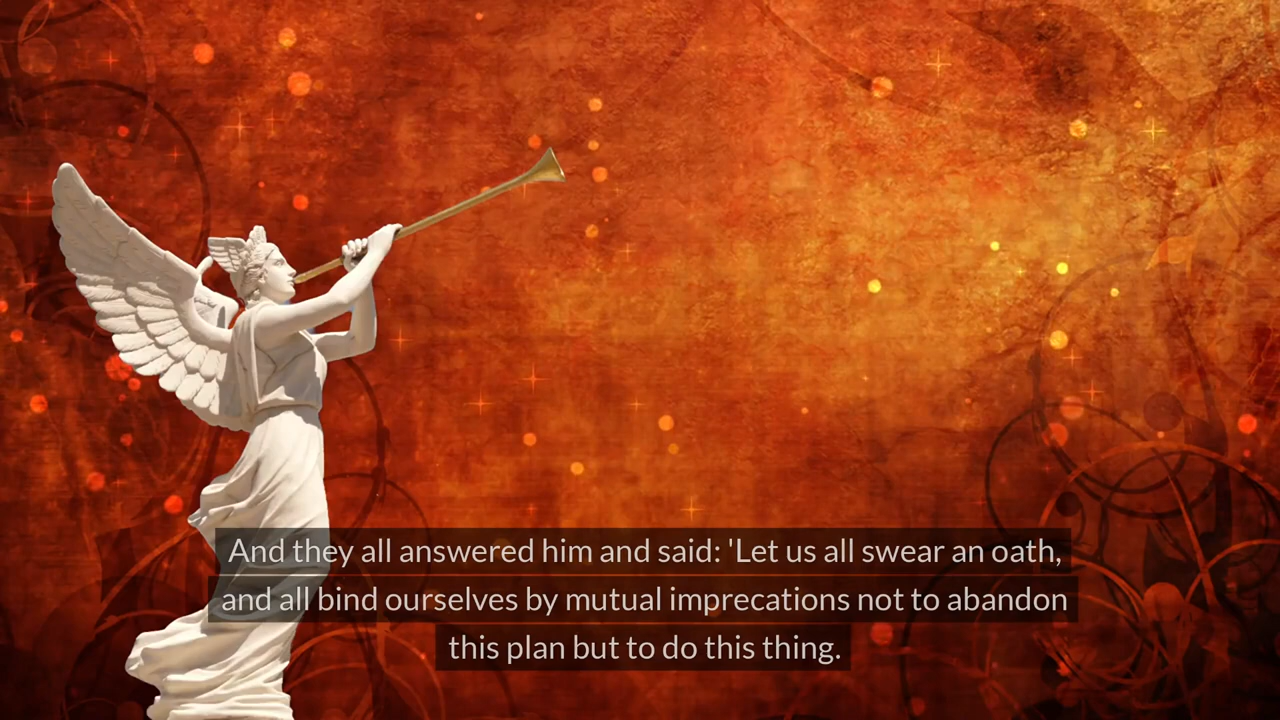 And they all answered him and said: 'Let us all swear an oath,
and all bind ourselves by mutual imprecations not to abandon
this plan but to do this thing.